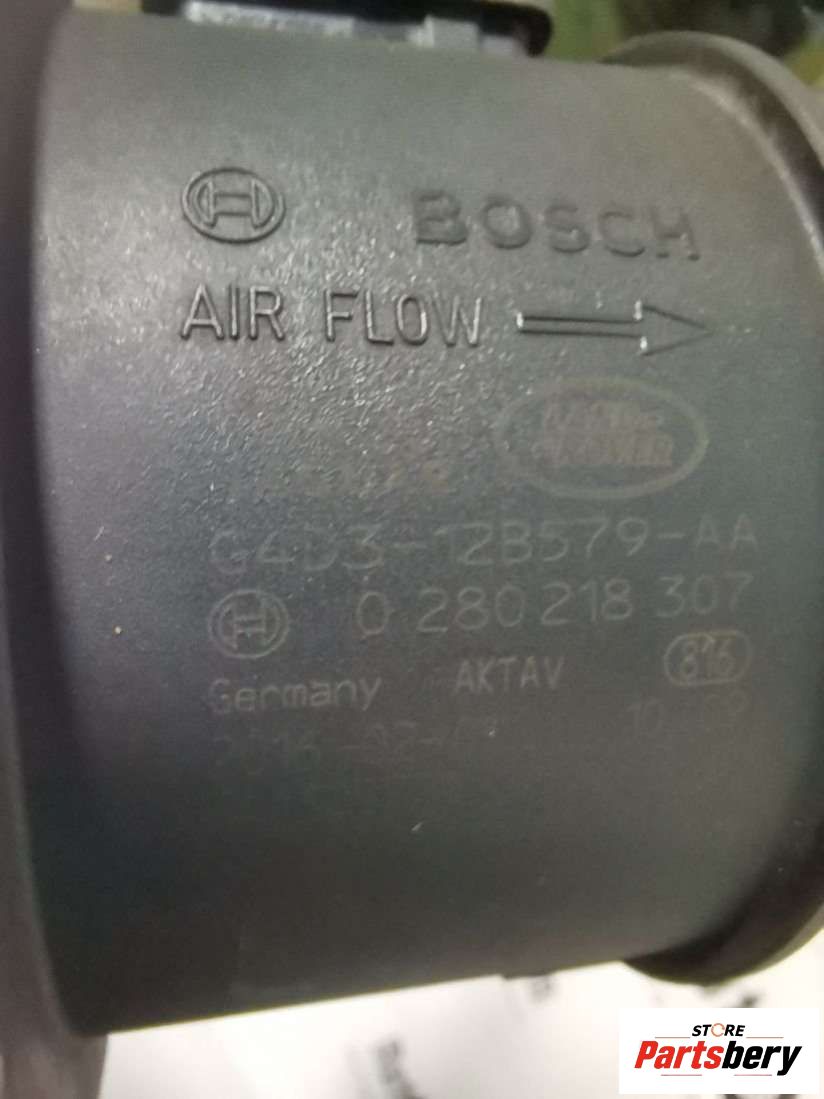 BOSCH
AIR FLOW
LAND ROVER
G4D3-12B579-AA
0 280 218 307
816
Germany AKTAV
STORE
Partsbery